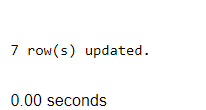 7 row(s) updated.
0.00 seconds